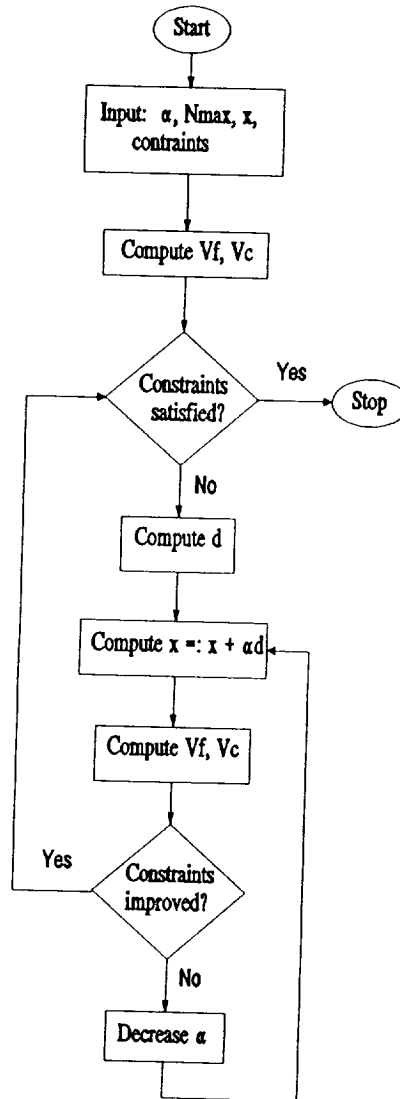 Start
Input: α, Nmax, x,
contraints
Compute Vf, Vc
Constraints
satisfied?
Yes
Stop
No
Compute d
Compute x =: x + αd
Compute Vf, Vc
Yes
Constraints
improved?
No
Decrease α